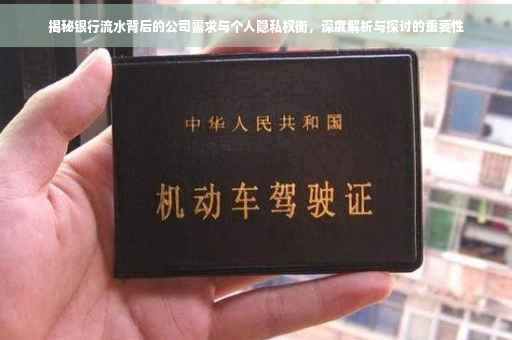 揭秘银行流水背后的公司需求与个人隐私权衡，深度解析与探讨的重要性
中华人民共和国
机动车驾驶证